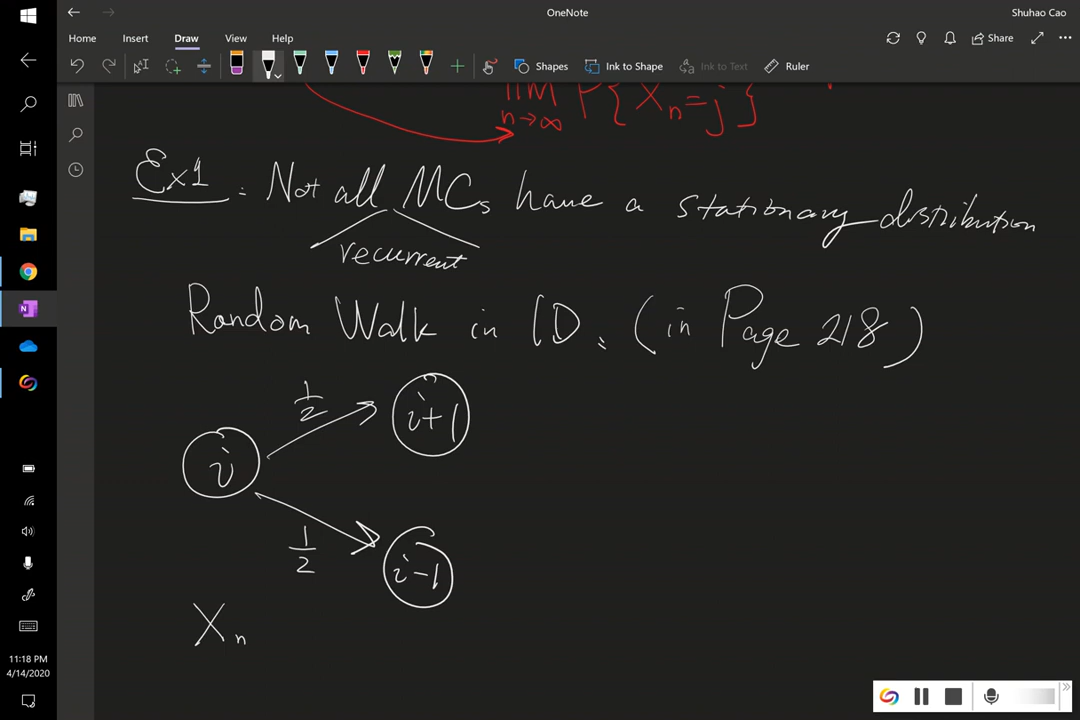 OneNote
Shuhao Cao
Home Insert Draw View Help
Share
Shapes Ink to Shape Ink to Text Ruler
lim P{Xn=j}
n→∞
Ex1: Not all MCs have a stationary distribution
recurrent
Random Walk in 1D. (in Page 218)
1/2 i+1
i
1/2 i-1
Xn
11:18 PM
4/14/2020